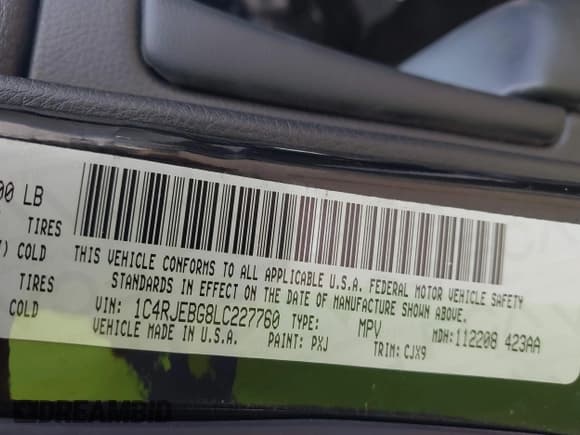 00 LB
TIRES
) COLD
TIRES
COLD
THIS VEHICLE CONFORMS TO ALL APPLICABLE U.S.A. FEDERAL MOTOR VEHICLE SAFETY
STANDARDS IN EFFECT ON THE DATE OF MANUFACTURE SHOWN ABOVE.
VIN: 1C4RJEBG8LC227760 TYPE: MPV MDH: 112208 423AA
VEHICLE MADE IN U.S.A. PAINT: PXJ TRIM: CJX9
DREAMBID